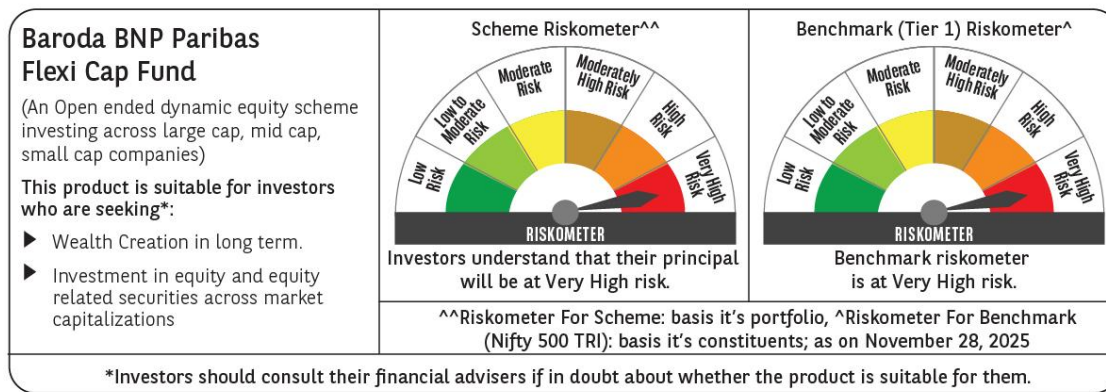 Baroda BNP Paribas
Flexi Cap Fund
(An Open ended dynamic equity scheme
investing across large cap, mid cap,
small cap companies)
This product is suitable for investors
who are seeking*:
▶ Wealth Creation in long term.
▶ Investment in equity and equity
related securities across market
capitalizations
Scheme Riskometer^^
Low
Risk
Low to
Moderate
Risk
Moderate
Risk
Moderately
High Risk
High
Risk
Very High
Risk
RISKOMETER
Investors understand that their principal
will be at Very High risk.
Benchmark (Tier 1) Riskometer^
Low
Risk
Low to
Moderate
Risk
Moderate
Risk
Moderately
High Risk
High
Risk
Very High
Risk
RISKOMETER
Benchmark riskometer
is at Very High risk.
^^Riskometer For Scheme: basis it’s portfolio, ^Riskometer For Benchmark
(Nifty 500 TRI): basis it’s constituents; as on November 28, 2025
*Investors should consult their financial advisers if in doubt about whether the product is suitable for them.